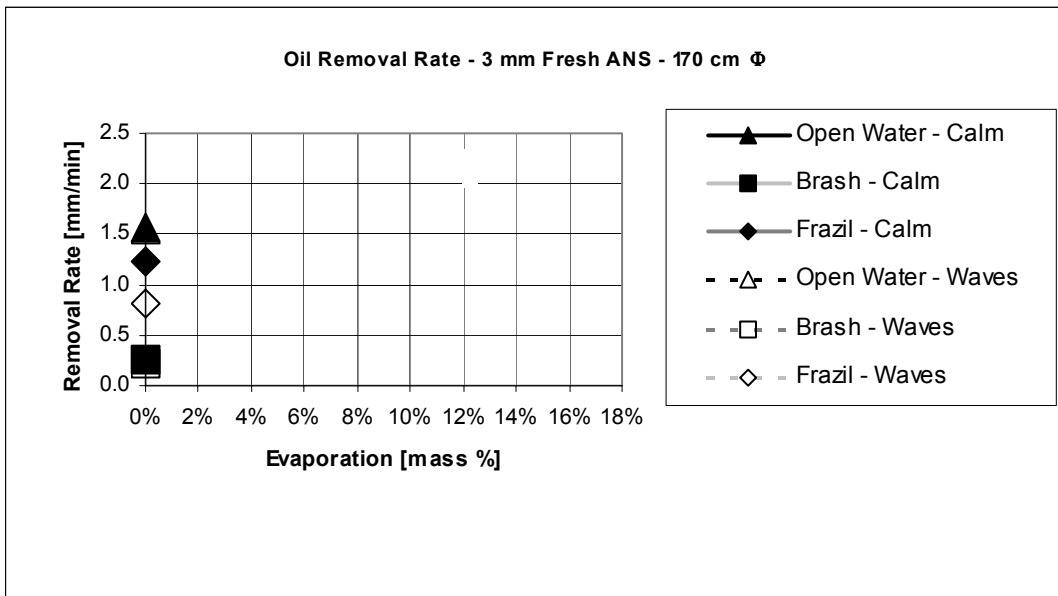 Oil Removal Rate - 3 mm Fresh ANS - 170 cm Φ
2.5
2.0
1.5
1.0
0.5
0.0
Removal Rate [mm/min]
0% 2% 4% 6% 8% 10% 12% 14% 16% 18%
Evaporation [mass %]
Open Water - Calm
Brash - Calm
Frazil - Calm
Open Water - Waves
Brash - Waves
Frazil - Waves